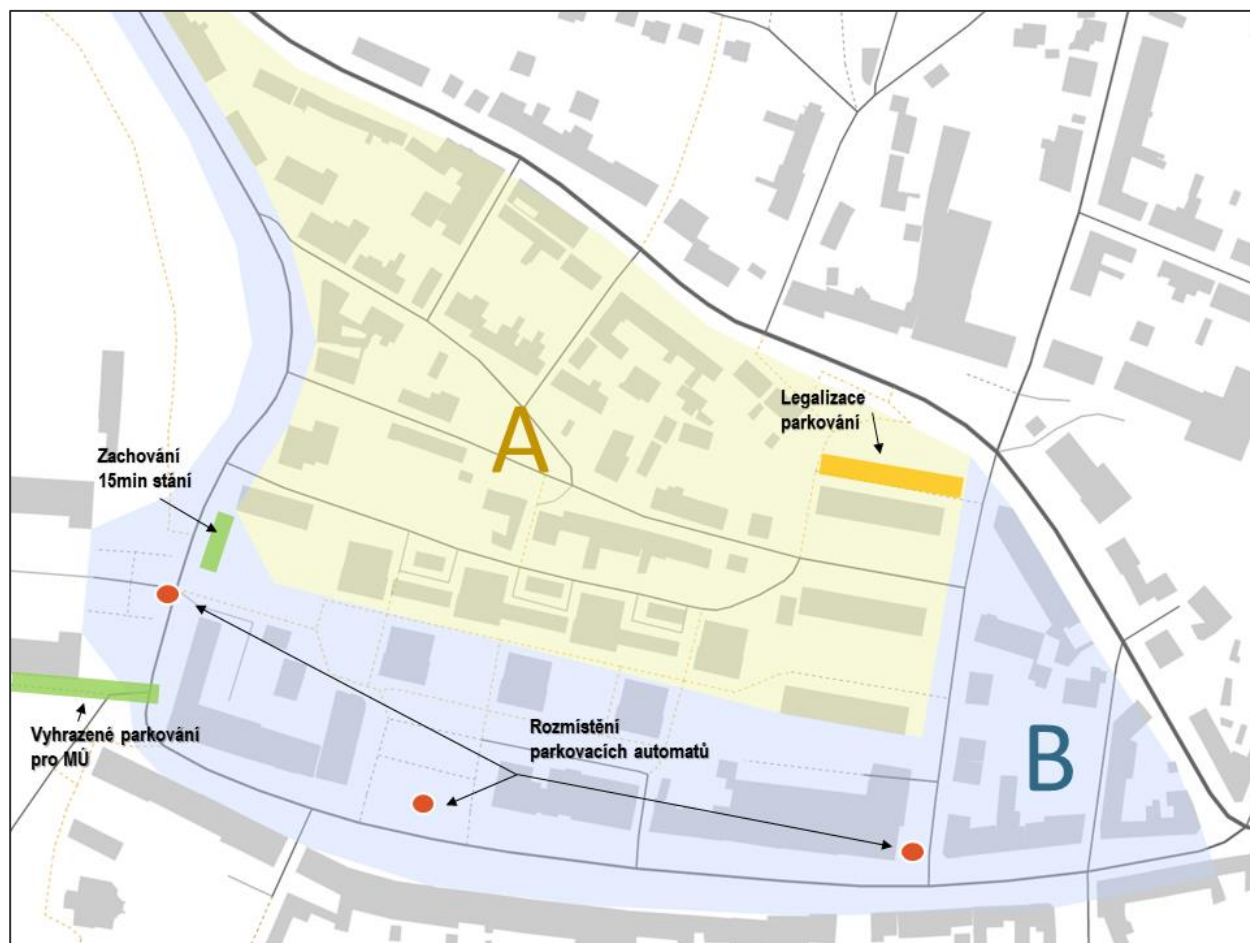 Legalizace
parkování
A
Zachování
15min stání
Vyhrazené parkování
pro MÚ
Rozmístění
parkovacích automatů
B